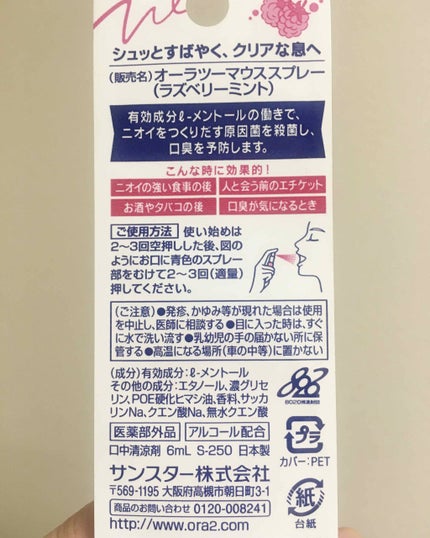 シュッとすばやく、クリアな息へ
(販売名)オーラツーマウススプレー
(ラズベリーミント)
有効成分ℓ-メントールの働きで、
ニオイをつくりだす原因菌を殺菌し、
口臭を予防します。
こんな時に効果的!
ニオイの強い食事の後 人と会う前のエチケット
お酒やタバコの後 口臭が気になるとき
ご使用方法 使い始めは
2〜3回空押しした後、図の
ようにお口に青色のスプレー
部をむけて2〜3回(適量)
押してください。
(ご注意)●発疹、かゆみ等が現れた場合は使用
を中止し、医師に相談する●目に入った時は、すぐ
に水で洗い流す●乳幼児の手の届かない所に保
管する●高温になる場所(車の中等)に置かない
(成分)有効成分:ℓ-メントール
その他の成分:エタノール、濃グリセ
リン、POE硬化ヒマシ油、香料、サッカ
リンNa、クエン酸Na、無水クエン酸
8020推進財団
医薬部外品 アルコール配合
口中清涼剤 6mL S-250 日本製
プラ
カバー:PET
サンスター株式会社
〒569-1195 大阪府高槻市朝日町3-1
商品のお問い合わせ 0120-008241
http://www.ora2.com
紙
台紙